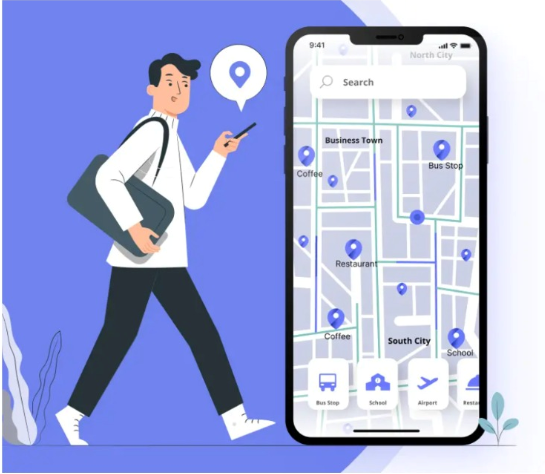 9:41
North City
Search
Business Town
Bus Stop
Coffee
Restaurant
Coffee
South City
School
Bus Stop
School
Airport
Resta